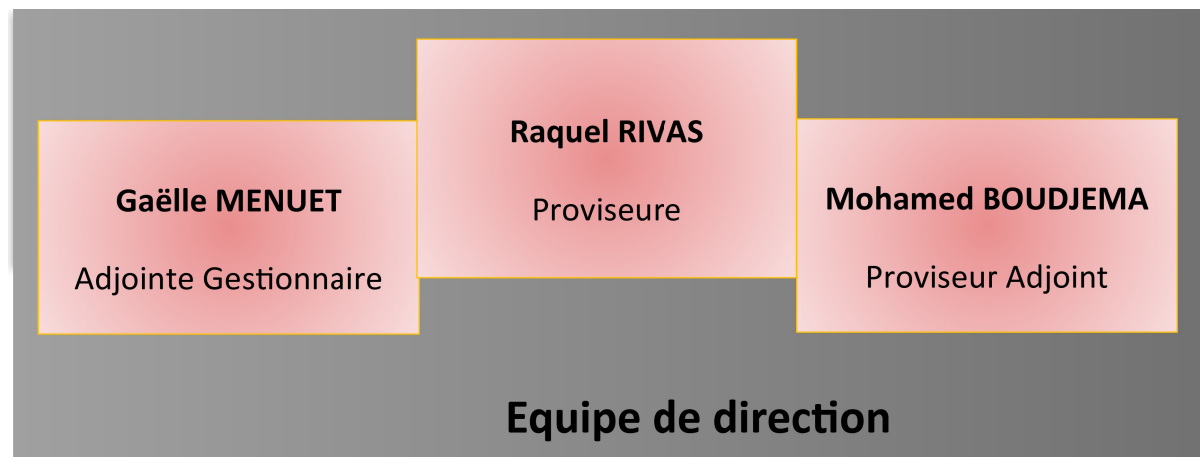 Gaëlle MENUET
Adjointe Gestionnaire
Raquel RIVAS
Proviseure
Mohamed BOUDJEMA
Proviseur Adjoint
Equipe de direction